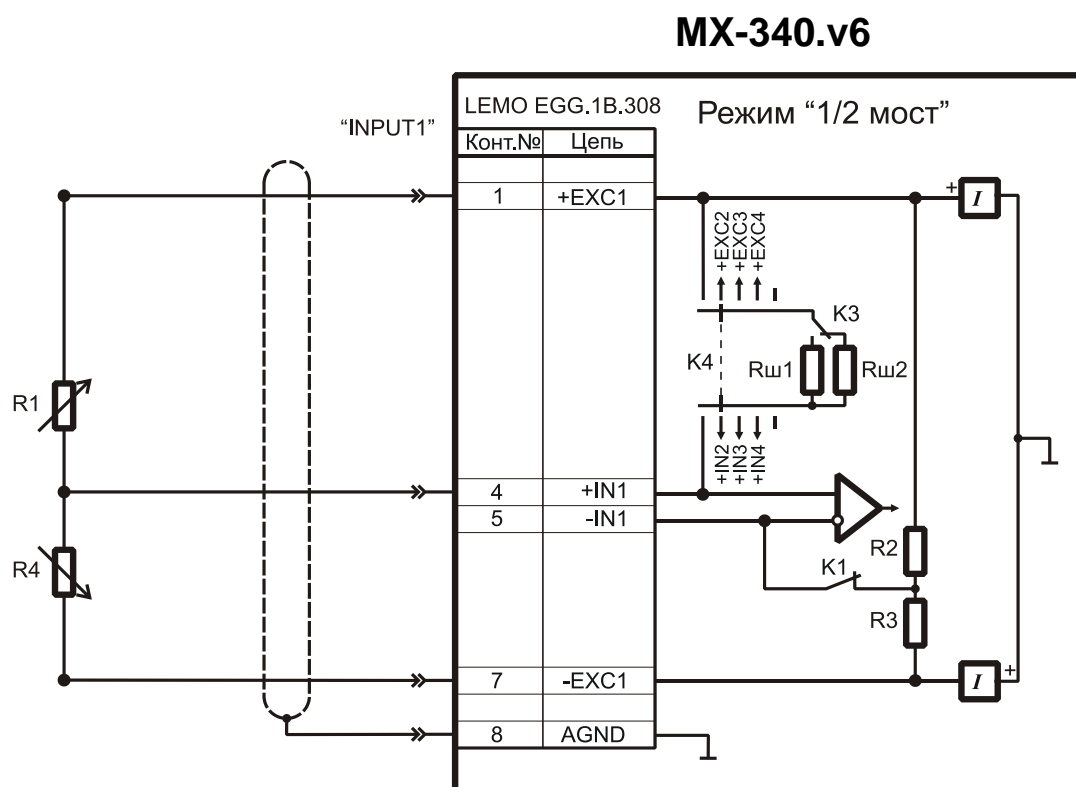 MX-340.v6
LEMO EGG.1B.308
Режим “1/2 мост”
“INPUT1”
Конт.№ Цепь
1 +EXC1
+ I
+EXC2
+EXC3
+EXC4
K3
K4
Rш1
Rш2
R1
+IN2
+IN3
+IN4
4 +IN1
5 -IN1
R2
K1
R4
R3
7 -EXC1
I +
8 AGND